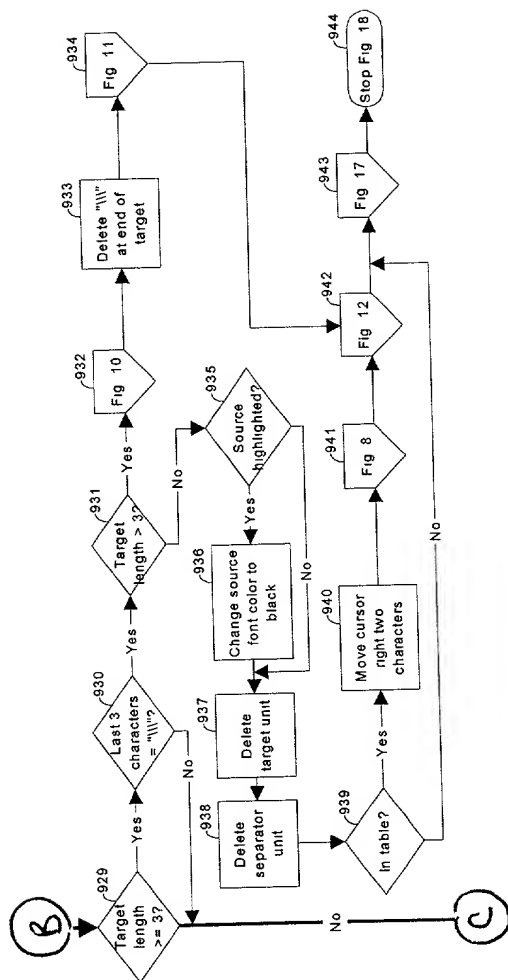 B
929
Target
length
>= 3?
Yes
No
930
Last 3
characters
= "\\\"?
Yes
No
931
Target
length > 3?
Yes
No
932
Fig 10
933
Delete "\\\"
at end of
target
934
Fig 11
935
Source
highlighted?
Yes
No
936
Change source
font color to
black
937
Delete
target unit
938
Delete
separator
unit
939
In table?
Yes
No
940
Move cursor
right two
characters
941
Fig 8
942
Fig 12
943
Fig 17
944
Stop Fig 18
C